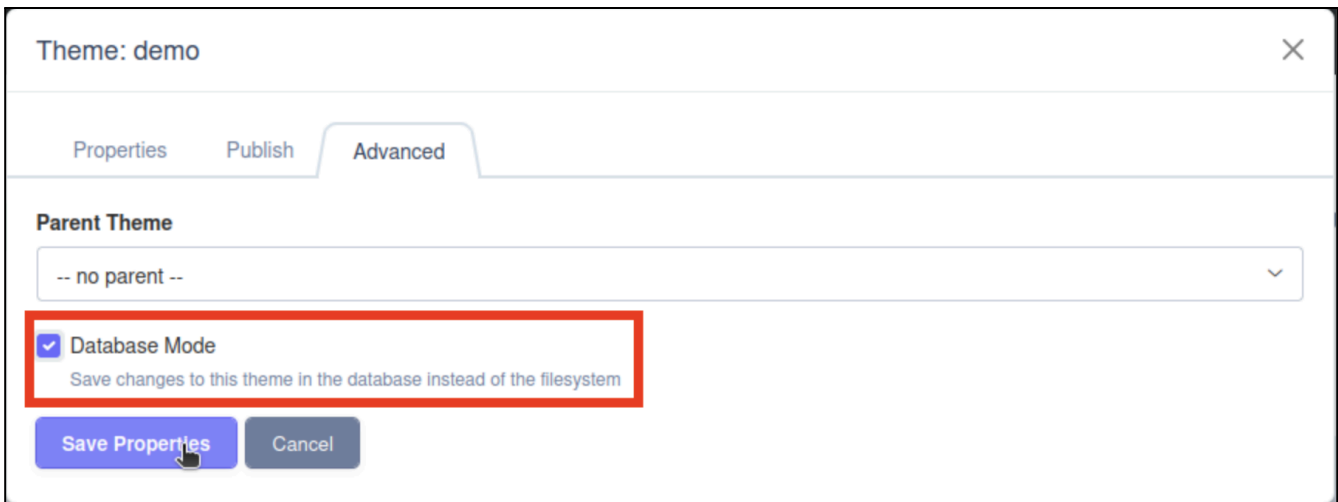 Theme: demo
Properties
Publish
Advanced
Parent Theme
-- no parent --
Database Mode
Save changes to this theme in the database instead of the filesystem
Save Properties
Cancel